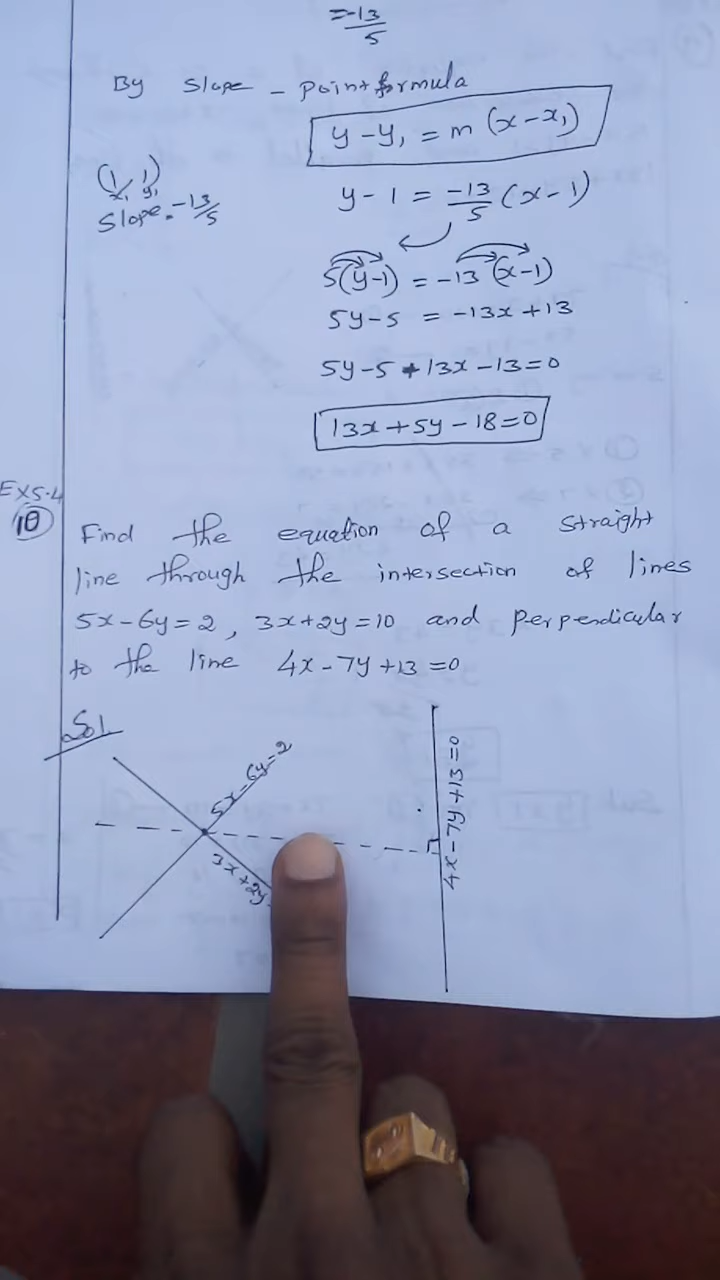 = -13/5
By Slope - point formula
y - y₁ = m (x - x₁)
(1, 1)
x₁ y₁
Slope = -13/5
y - 1 = -13/5 (x - 1)
5(y-1) = -13 (x-1)
5y-5 = -13x+13
5y-5+13x-13=0
13x+5y-18=0
EX5.4
10 Find the equation of a straight
line through the intersection of lines
5x-6y=2, 3x+2y=10 and perpendicular
to the line 4x-7y+13=0
Sol
5x-6y=2
3x+2y
4x-7y+13=0